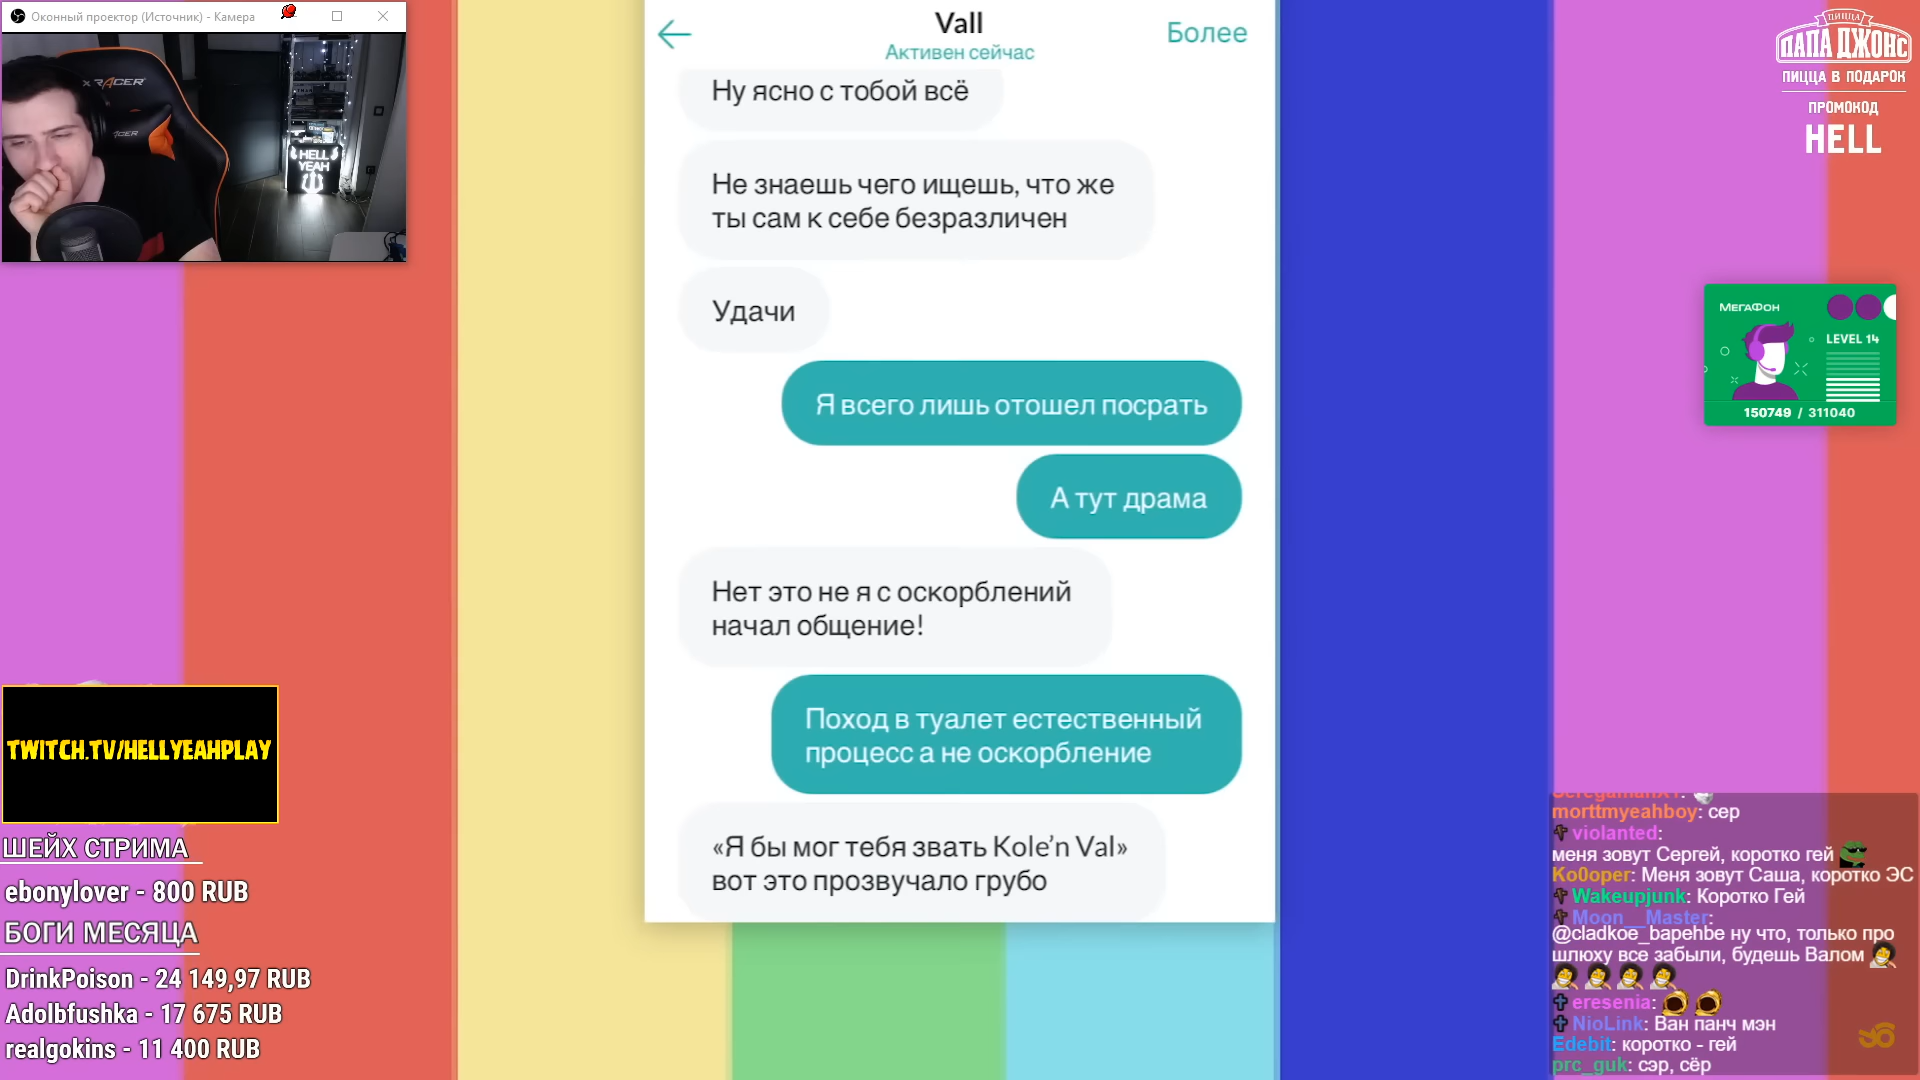 Оконный проектор (Источник) - Камера
XRACER
ACER
HELL
YEAH
Vall
Активен сейчас
Более
Ну ясно с тобой всё
Не знаешь чего ищешь, что же
ты сам к себе безразличен
Удачи
Я всего лишь отошел посрать
А тут драма
Нет это не я с оскорблений
начал общение!
Поход в туалет естественный
процесс а не оскорбление
«Я бы мог тебя звать Kole’n Val»
вот это прозвучало грубо
ПИЦЦА
ПАПА ДЖОНС
ПИЦЦА В ПОДАРОК
ПРОМОКОД
HELL
МЕГАФОН
LEVEL 14
150749 / 311040
TWITCH.TV/HELLYEAHPLAY
ШЕЙХ СТРИМА
ebonylover - 800 RUB
БОГИ МЕСЯЦА
DrinkPoison - 24 149,97 RUB
Adolbfushka - 17 675 RUB
realgokins - 11 400 RUB
morttmyeahboy: сер
violanted:
меня зовут Сергей, коротко гей
Ko0oper: Меня зовут Саша, коротко ЭС
Wakeupjunk: Коротко Гей
Moon__Master:
@cladkoe_bapehbe ну что, только про
шлюху все забыли, будешь Валом
eresenia:
NioLink: Ван панч мэн
Edebit: коротко - гей
prc_guk: сэр, сёр